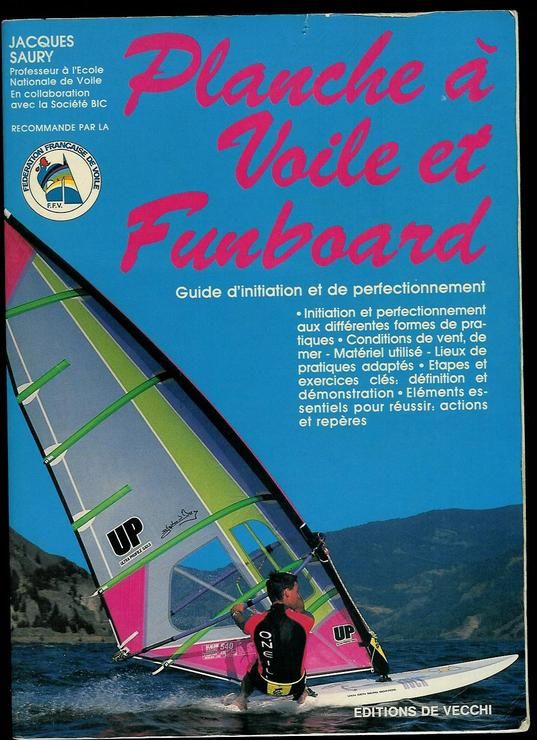 JACQUES
SAURY
Professeur à l'Ecole
Nationale de Voile
En collaboration
avec la Société BIC
RECOMMANDE PAR LA
FEDERATION FRANCAISE DE VOILE
F.F.V.
Planche à
Voile et
Funboard
Guide d'initiation et de perfectionnement
• Initiation et perfectionnement
aux différentes formes de pra-
tiques • Conditions de vent, de
mer - Matériel utilisé - Lieux de
pratiques adaptés • Etapes et
exercices clés: définition et
démonstration • Eléments es-
sentiels pour réussir: actions
et repères
UP
UP
O'NEILL
EDITIONS DE VECCHI